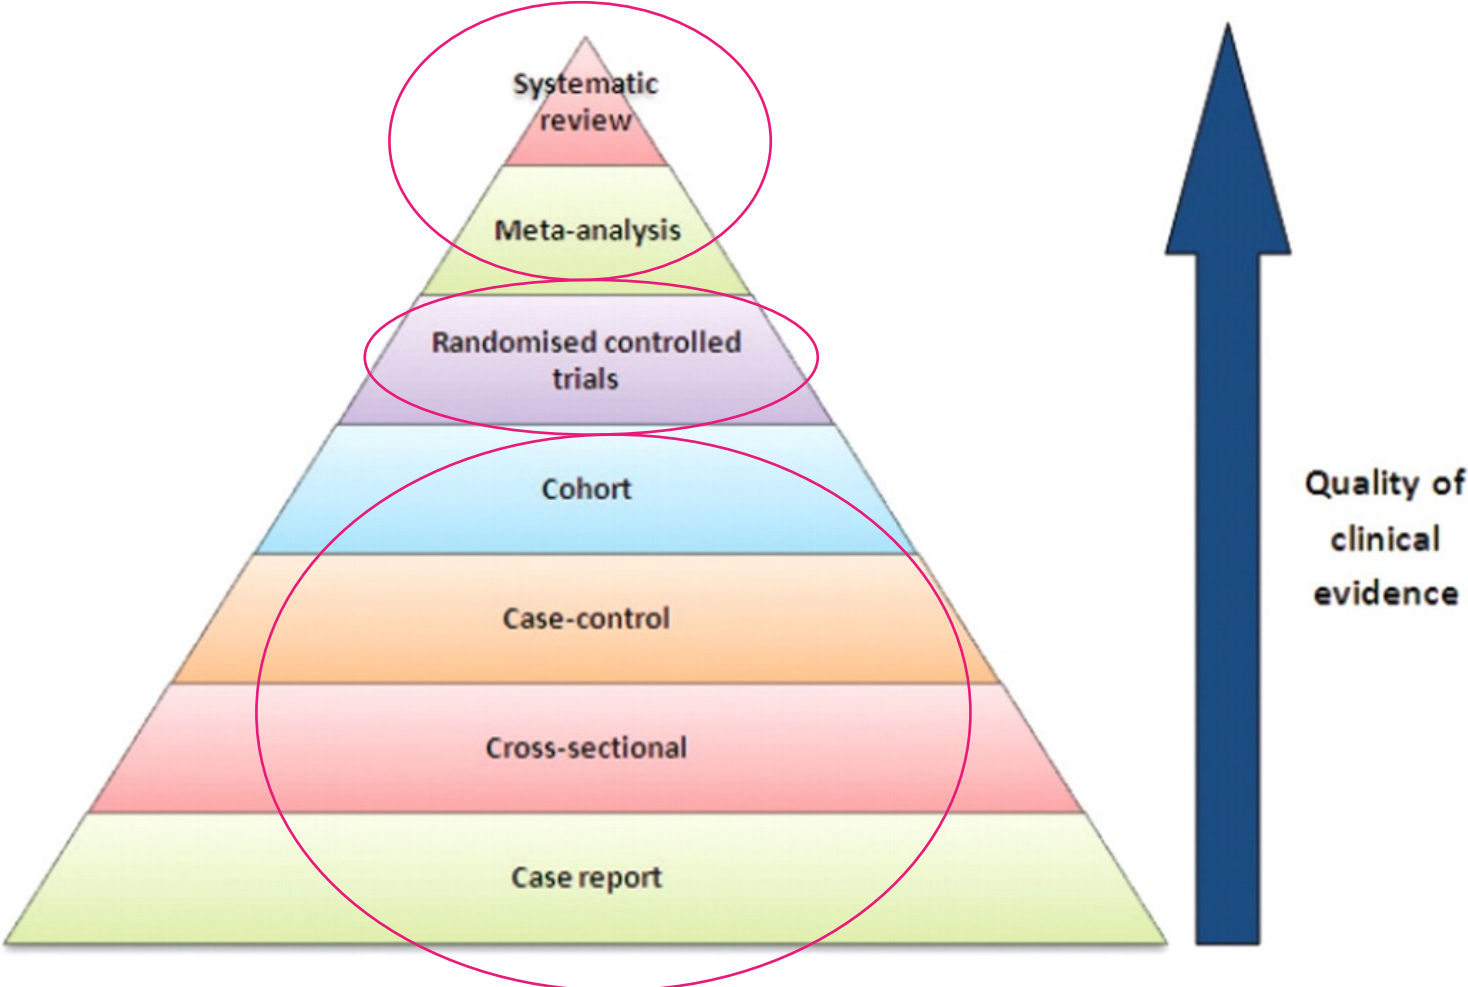 Systematic
review
Meta-analysis
Randomised controlled
trials
Cohort
Case-control
Cross-sectional
Case report
Quality of
clinical
evidence